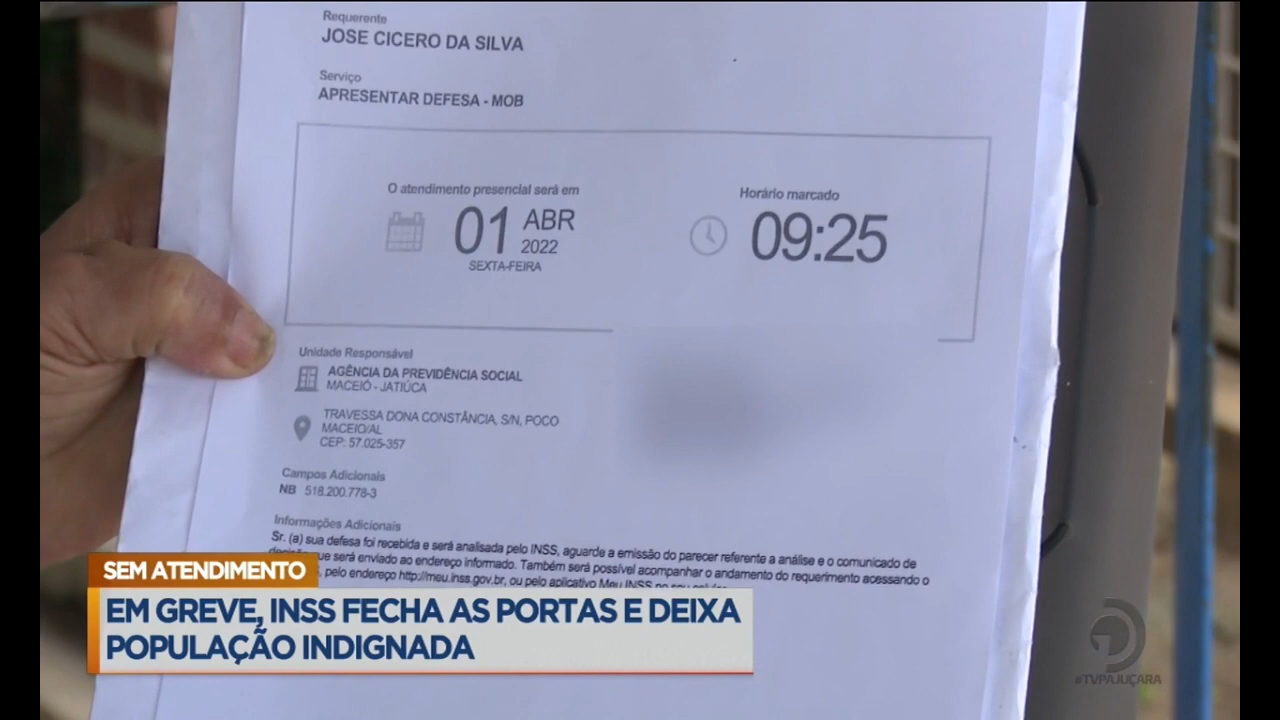 Requerente
JOSE CICERO DA SILVA
Serviço
APRESENTAR DEFESA - MOB
O atendimento presencial será em
01 ABR
2022
SEXTA-FEIRA
Horário marcado
09:25
Unidade Responsável
AGÊNCIA DA PREVIDÊNCIA SOCIAL
MACEIÓ - JATIÚCA
TRAVESSA DONA CONSTÂNCIA, S/N, POCO
MACEIO/AL
CEP: 57.025-357
Campos Adicionais
NB 518.200.778-3
Informações Adicionais
Sr. (a) sua defesa foi recebida e será analisada pelo INSS, aguarde a emissão do parecer referente a análise e o comunicado de
que será enviado ao endereço informado. Também será possível acompanhar o andamento do requerimento acessando o
, pelo endereço http://meu.inss.gov.br, ou pelo aplicativo Meu INSS no seu
SEM ATENDIMENTO
EM GREVE, INSS FECHA AS PORTAS E DEIXA
POPULAÇÃO INDIGNADA
#TVPAJUÇARA